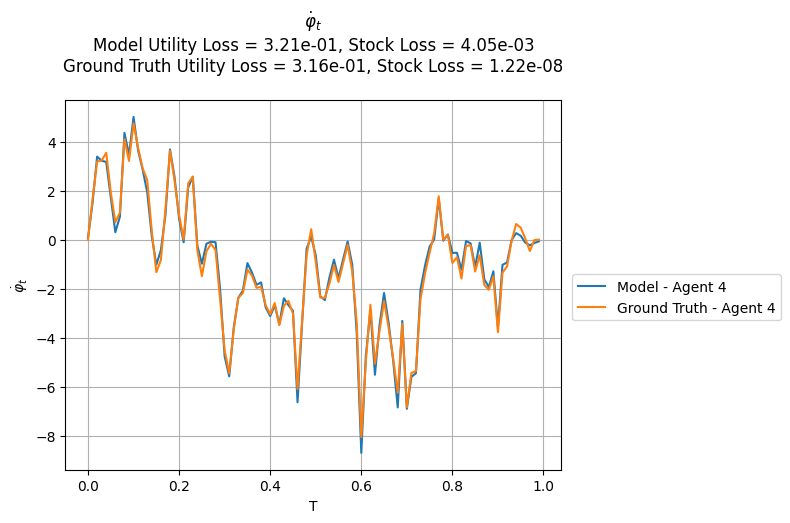 φ̇ₜ
Model Utility Loss = 3.21e-01, Stock Loss = 4.05e-03
Ground Truth Utility Loss = 3.16e-01, Stock Loss = 1.22e-08
4
2
0
−2
−4
−6
−8
φ̇ₜ
0.0 0.2 0.4 0.6 0.8 1.0
T
Model - Agent 4
Ground Truth - Agent 4